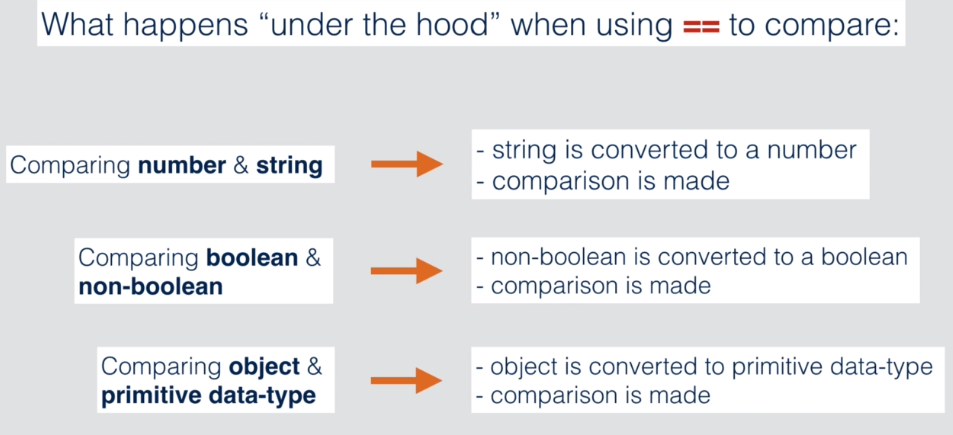 What happens “under the hood” when using == to compare:
Comparing number & string
- string is converted to a number
- comparison is made
Comparing boolean &
non-boolean
- non-boolean is converted to a boolean
- comparison is made
Comparing object &
primitive data-type
- object is converted to primitive data-type
- comparison is made